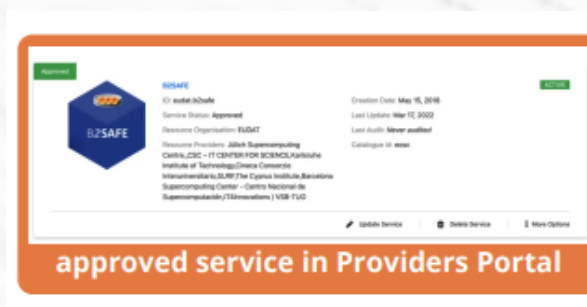 Approved
B2SAFE
ACTIVE
ID: eudat.b2safe
Creation Date: May 15, 2018
Service Status: Approved
Last Update: Mar 17, 2022
Resource Organisation: EUDAT
Last Audit: Never audited
Resource Providers: Jülich Supercomputing
Catalogue Id: eosc
Centre,,CSC – IT CENTER FOR SCIENCE,Karlsruhe
Institute of Technology,Cineca Consorzio
Interuniversitario,SURF,The Cyprus Institute,Barcelona
Supercomputing Center - Centro Nacional de
Supercomputación,ITinnovations | VSB-TUO
B2SAFE
Update Service
Delete Service
More Options
approved service in Providers Portal